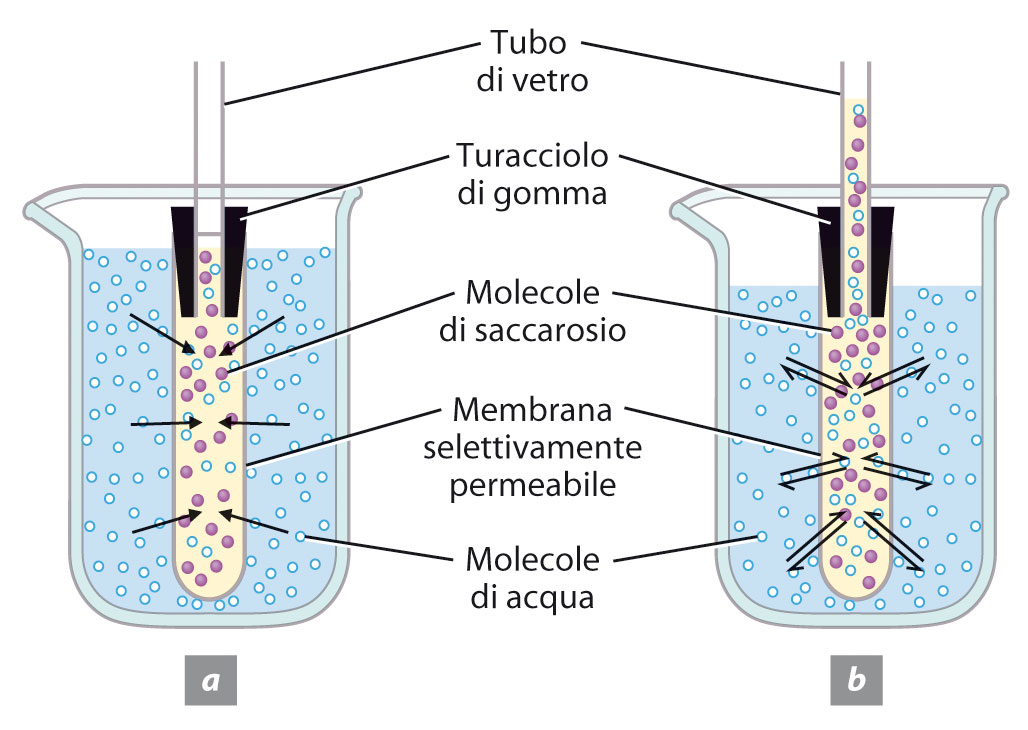 Tubo
di vetro
Turacciolo
di gomma
Molecole
di saccarosio
Membrana
selettivamente
permeabile
Molecole
di acqua
a
b